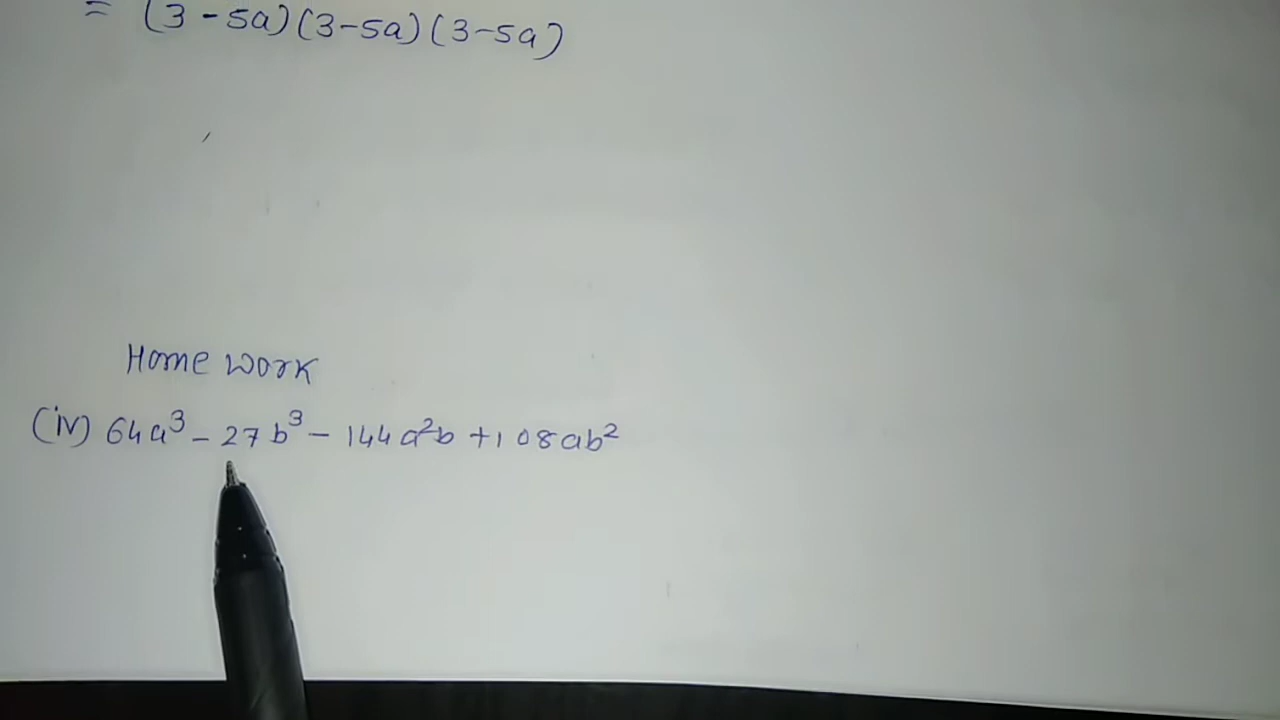 = (3-5a)(3-5a)(3-5a)
Home work
(iv) 64a³ - 27b³ - 144a²b + 108ab²